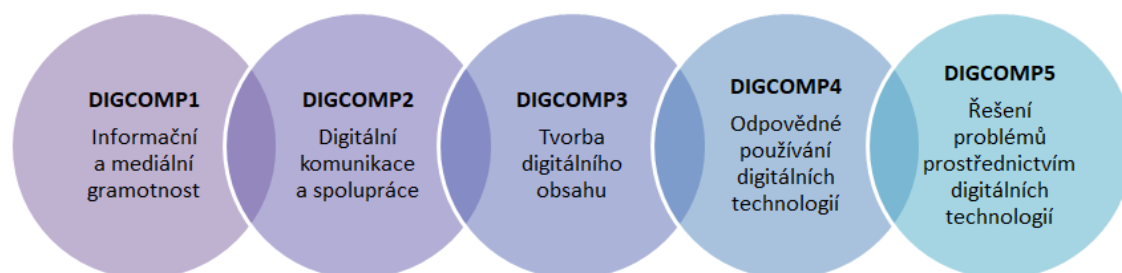 DIGCOMP1
Informační
a mediální
gramotnost
DIGCOMP2
Digitální
komunikace
a spolupráce
DIGCOMP3
Tvorba
digitálního
obsahu
DIGCOMP4
Odpovědné
používání
digitálních
technologií
DIGCOMP5
Řešení
problémů
prostřednictvím
digitálních
technologií